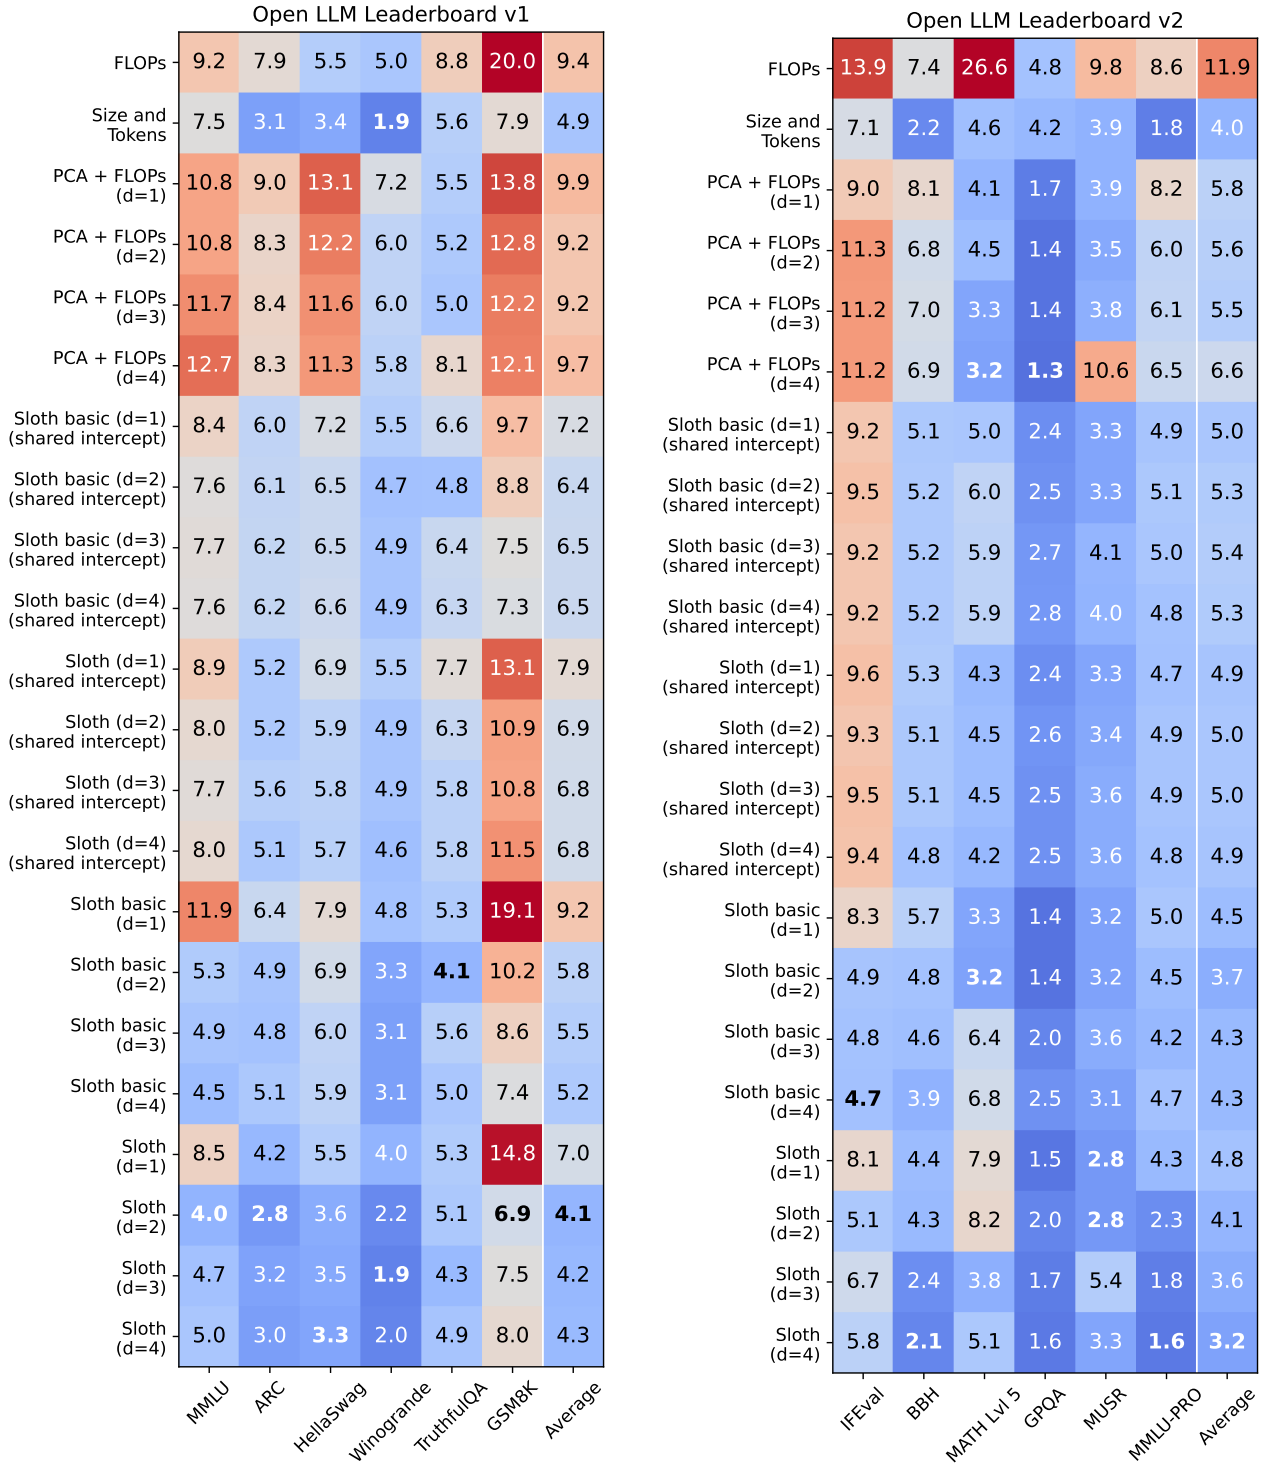 Open LLM Leaderboard v1
FLOPs 9.2 7.9 5.5 5.0 8.8 20.0 9.4
Size and
Tokens 7.5 3.1 3.4 1.9 5.6 7.9 4.9
PCA + FLOPs
(d=1) 10.8 9.0 13.1 7.2 5.5 13.8 9.9
PCA + FLOPs
(d=2) 10.8 8.3 12.2 6.0 5.2 12.8 9.2
PCA + FLOPs
(d=3) 11.7 8.4 11.6 6.0 5.0 12.2 9.2
PCA + FLOPs
(d=4) 12.7 8.3 11.3 5.8 8.1 12.1 9.7
Sloth basic (d=1)
(shared intercept) 8.4 6.0 7.2 5.5 6.6 9.7 7.2
Sloth basic (d=2)
(shared intercept) 7.6 6.1 6.5 4.7 4.8 8.8 6.4
Sloth basic (d=3)
(shared intercept) 7.7 6.2 6.5 4.9 6.4 7.5 6.5
Sloth basic (d=4)
(shared intercept) 7.6 6.2 6.6 4.9 6.3 7.3 6.5
Sloth (d=1)
(shared intercept) 8.9 5.2 6.9 5.5 7.7 13.1 7.9
Sloth (d=2)
(shared intercept) 8.0 5.2 5.9 4.9 6.3 10.9 6.9
Sloth (d=3)
(shared intercept) 7.7 5.6 5.8 4.9 5.8 10.8 6.8
Sloth (d=4)
(shared intercept) 8.0 5.1 5.7 4.6 5.8 11.5 6.8
Sloth basic
(d=1) 11.9 6.4 7.9 4.8 5.3 19.1 9.2
Sloth basic
(d=2) 5.3 4.9 6.9 3.3 4.1 10.2 5.8
Sloth basic
(d=3) 4.9 4.8 6.0 3.1 5.6 8.6 5.5
Sloth basic
(d=4) 4.5 5.1 5.9 3.1 5.0 7.4 5.2
Sloth
(d=1) 8.5 4.2 5.5 4.0 5.3 14.8 7.0
Sloth
(d=2) 4.0 2.8 3.6 2.2 5.1 6.9 4.1
Sloth
(d=3) 4.7 3.2 3.5 1.9 4.3 7.5 4.2
Sloth
(d=4) 5.0 3.0 3.3 2.0 4.9 8.0 4.3
MMLU ARC HellaSwag Winogrande TruthfulQA GSM8K Average
Open LLM Leaderboard v2
FLOPs 13.9 7.4 26.6 4.8 9.8 8.6 11.9
Size and
Tokens 7.1 2.2 4.6 4.2 3.9 1.8 4.0
PCA + FLOPs
(d=1) 9.0 8.1 4.1 1.7 3.9 8.2 5.8
PCA + FLOPs
(d=2) 11.3 6.8 4.5 1.4 3.5 6.0 5.6
PCA + FLOPs
(d=3) 11.2 7.0 3.3 1.4 3.8 6.1 5.5
PCA + FLOPs
(d=4) 11.2 6.9 3.2 1.3 10.6 6.5 6.6
Sloth basic (d=1)
(shared intercept) 9.2 5.1 5.0 2.4 3.3 4.9 5.0
Sloth basic (d=2)
(shared intercept) 9.5 5.2 6.0 2.5 3.3 5.1 5.3
Sloth basic (d=3)
(shared intercept) 9.2 5.2 5.9 2.7 4.1 5.0 5.4
Sloth basic (d=4)
(shared intercept) 9.2 5.2 5.9 2.8 4.0 4.8 5.3
Sloth (d=1)
(shared intercept) 9.6 5.3 4.3 2.4 3.3 4.7 4.9
Sloth (d=2)
(shared intercept) 9.3 5.1 4.5 2.6 3.4 4.9 5.0
Sloth (d=3)
(shared intercept) 9.5 5.1 4.5 2.5 3.6 4.9 5.0
Sloth (d=4)
(shared intercept) 9.4 4.8 4.2 2.5 3.6 4.8 4.9
Sloth basic
(d=1) 8.3 5.7 3.3 1.4 3.2 5.0 4.5
Sloth basic
(d=2) 4.9 4.8 3.2 1.4 3.2 4.5 3.7
Sloth basic
(d=3) 4.8 4.6 6.4 2.0 3.6 4.2 4.3
Sloth basic
(d=4) 4.7 3.9 6.8 2.5 3.1 4.7 4.3
Sloth
(d=1) 8.1 4.4 7.9 1.5 2.8 4.3 4.8
Sloth
(d=2) 5.1 4.3 8.2 2.0 2.8 2.3 4.1
Sloth
(d=3) 6.7 2.4 3.8 1.7 5.4 1.8 3.6
Sloth
(d=4) 5.8 2.1 5.1 1.6 3.3 1.6 3.2
IFEval BBH MATH Lvl 5 GPQA MUSR MMLU-PRO Average